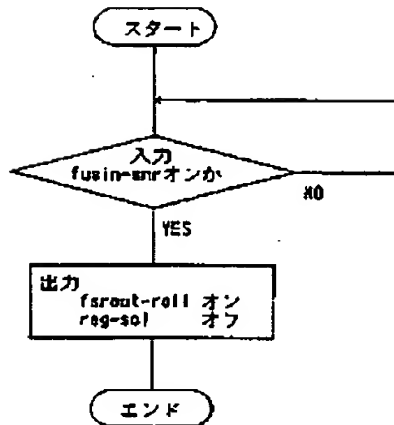 スタート
入力
fusin-snrオンか
NO
YES
出力
fsrout-roll オン
reg-sol オフ
エンド